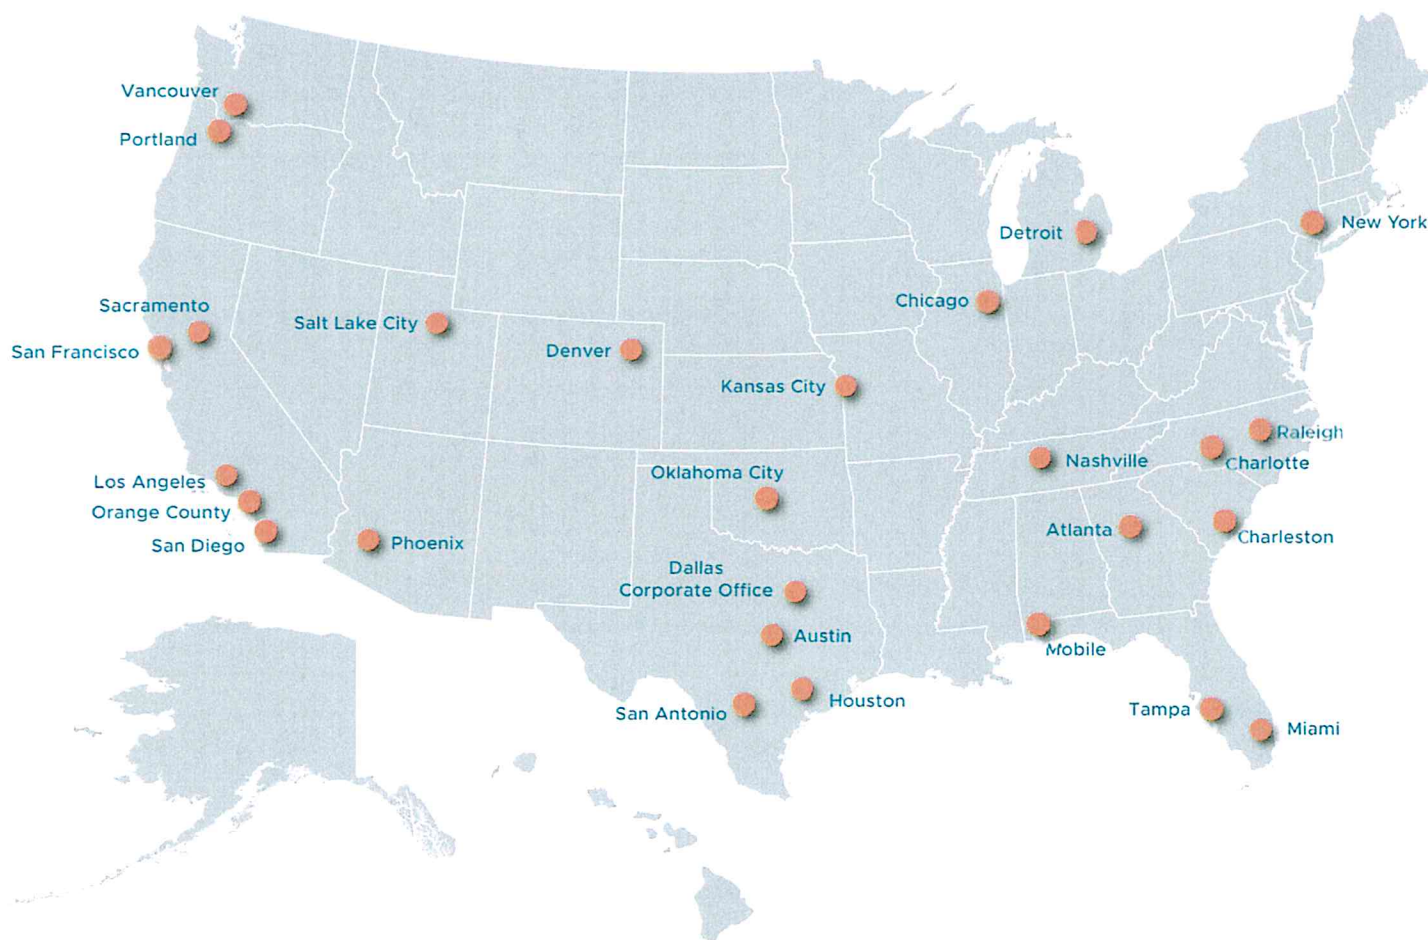 Vancouver
Portland
New York
Detroit
Chicago
Sacramento
Salt Lake City
San Francisco
Denver
Kansas City
Raleigh
Nashville
Charlotte
Oklahoma City
Los Angeles
Orange County
San Diego
Phoenix
Atlanta
Charleston
Dallas
Corporate Office
Austin
Mobile
Houston
San Antonio
Tampa
Miami